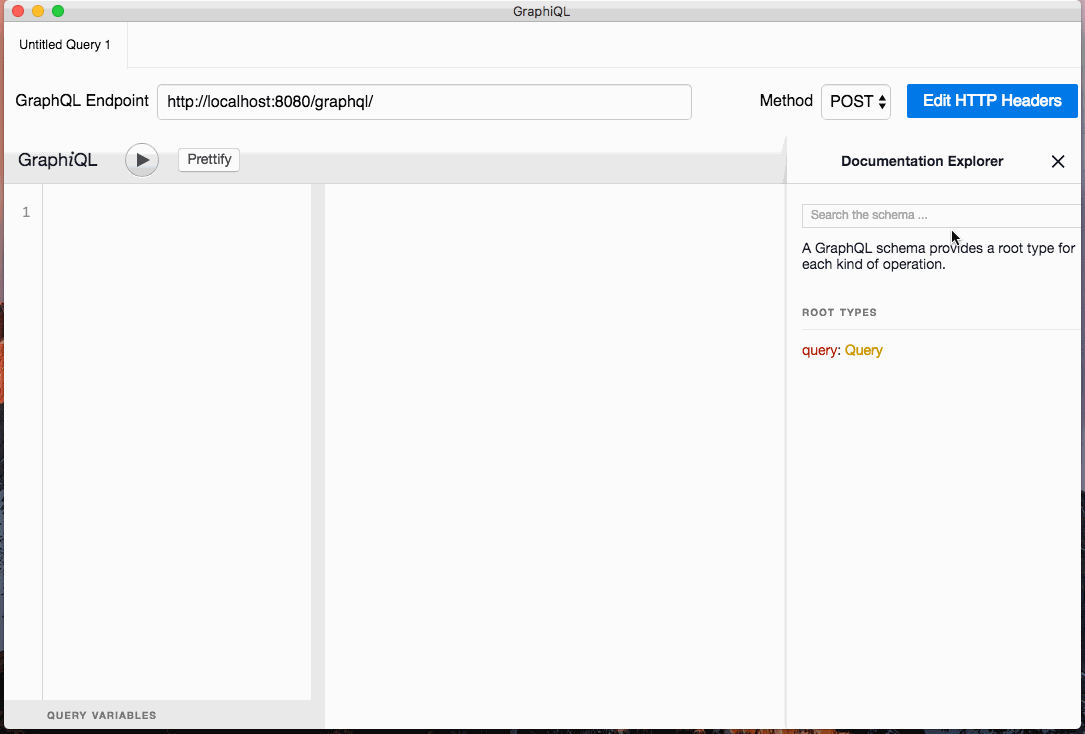 GraphiQL
Untitled Query 1
GraphQL Endpoint http://localhost:8080/graphql/ Method POST Edit HTTP Headers
GraphiQL Prettify Documentation Explorer
1
Search the schema ...
A GraphQL schema provides a root type for
each kind of operation.
ROOT TYPES
query: Query
QUERY VARIABLES